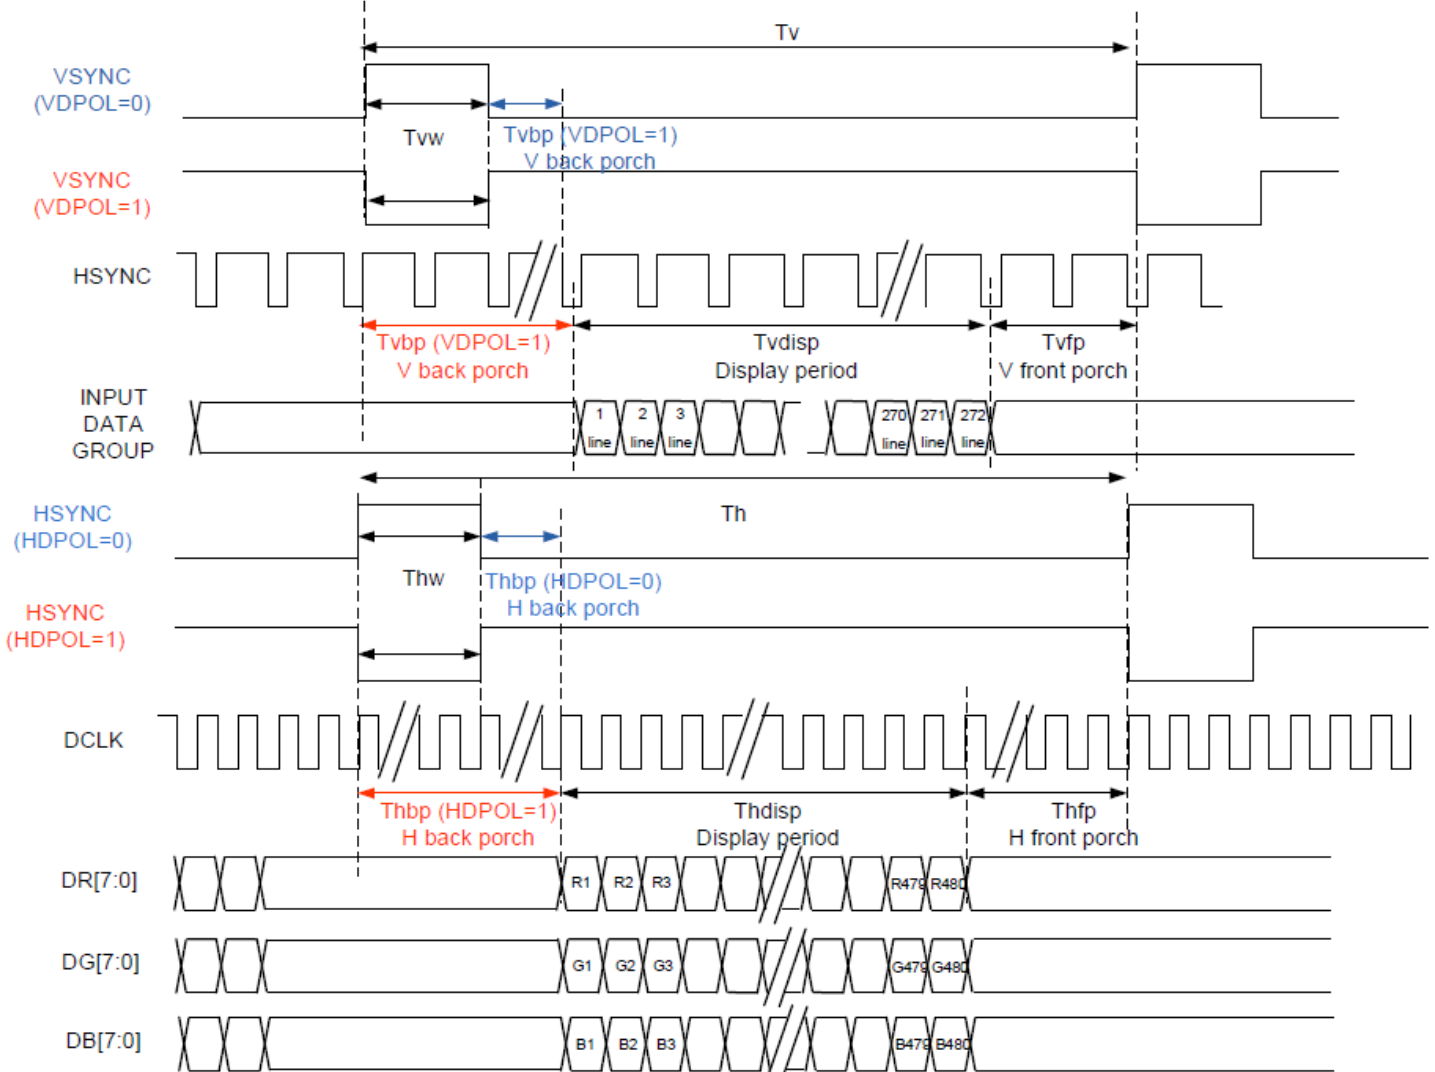 Tv
VSYNC
(VDPOL=0)
Tvw
Tvbp (VDPOL=1)
V back porch
VSYNC
(VDPOL=1)
HSYNC
Tvbp (VDPOL=1)
V back porch
Tvdisp
Display period
Tvfp
V front porch
INPUT
DATA
GROUP
1 line
2 line
3 line
270 line
271 line
272 line
HSYNC
(HDPOL=0)
Th
Thw
Thbp (HDPOL=0)
H back porch
HSYNC
(HDPOL=1)
DCLK
Thbp (HDPOL=1)
H back porch
Thdisp
Display period
Thfp
H front porch
DR[7:0]
R1 R2 R3 R479 R480
DG[7:0]
G1 G2 G3 G479 G480
DB[7:0]
B1 B2 B3 B479 B480